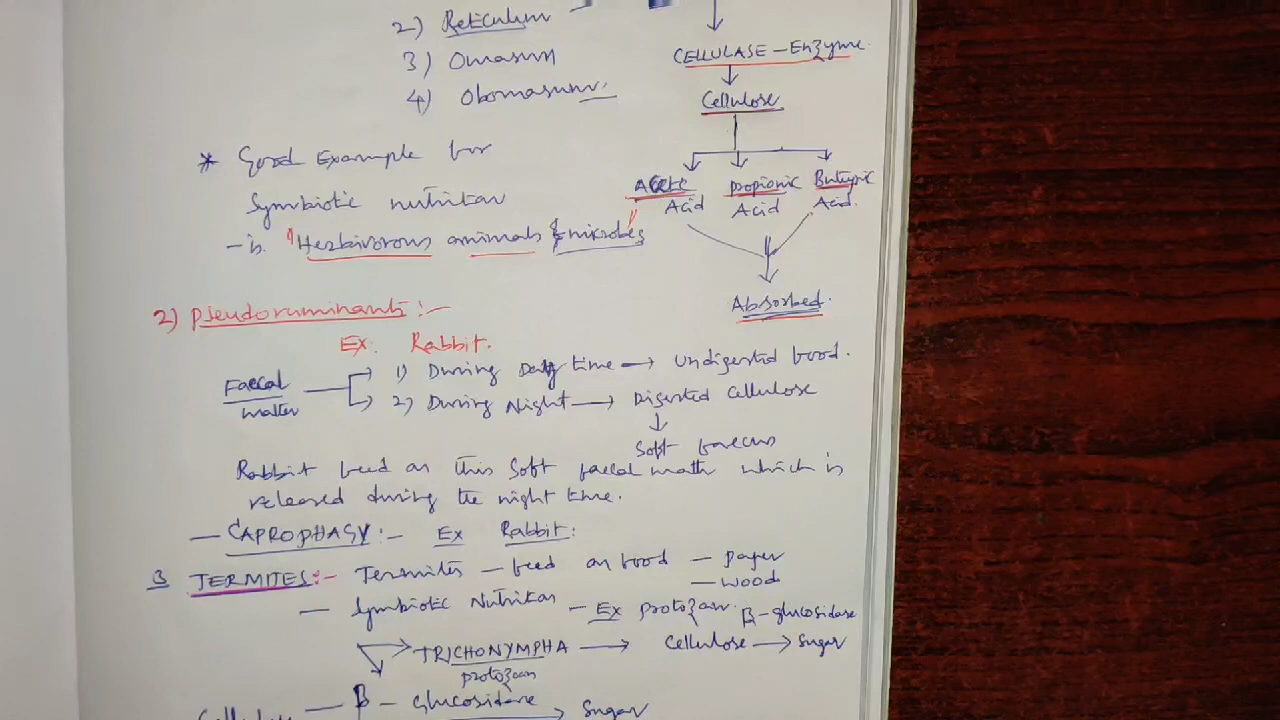 2) Reticulum
3) Omasum
4) Obomasum.
CELLULASE - Enzyme.
Cellulose
Acetic Acid
Propionic Acid
Butyric Acid.
Absorbed.
* Good Example for
Symbiotic nutrition
- is Herbivorous animals & microbes
2) Pseudoruminants :-
Ex. Rabbit.
Faecal matter
1) During Day time → Undigested food.
2) During Night → Digested Cellulose
Soft faecus
Rabbit feed on this soft faecal matter which is
released during the night time.
- CAPROPHAGY :- Ex Rabbit.
3 TERMITES :- Termites - feed on food - paper
- wood
- Symbiotic Nutrition - Ex protozoan. β-glucosidase
TRICHONYMPHA → Cellulose → Sugar
protozoan
- β - Glucosidase → Sugar